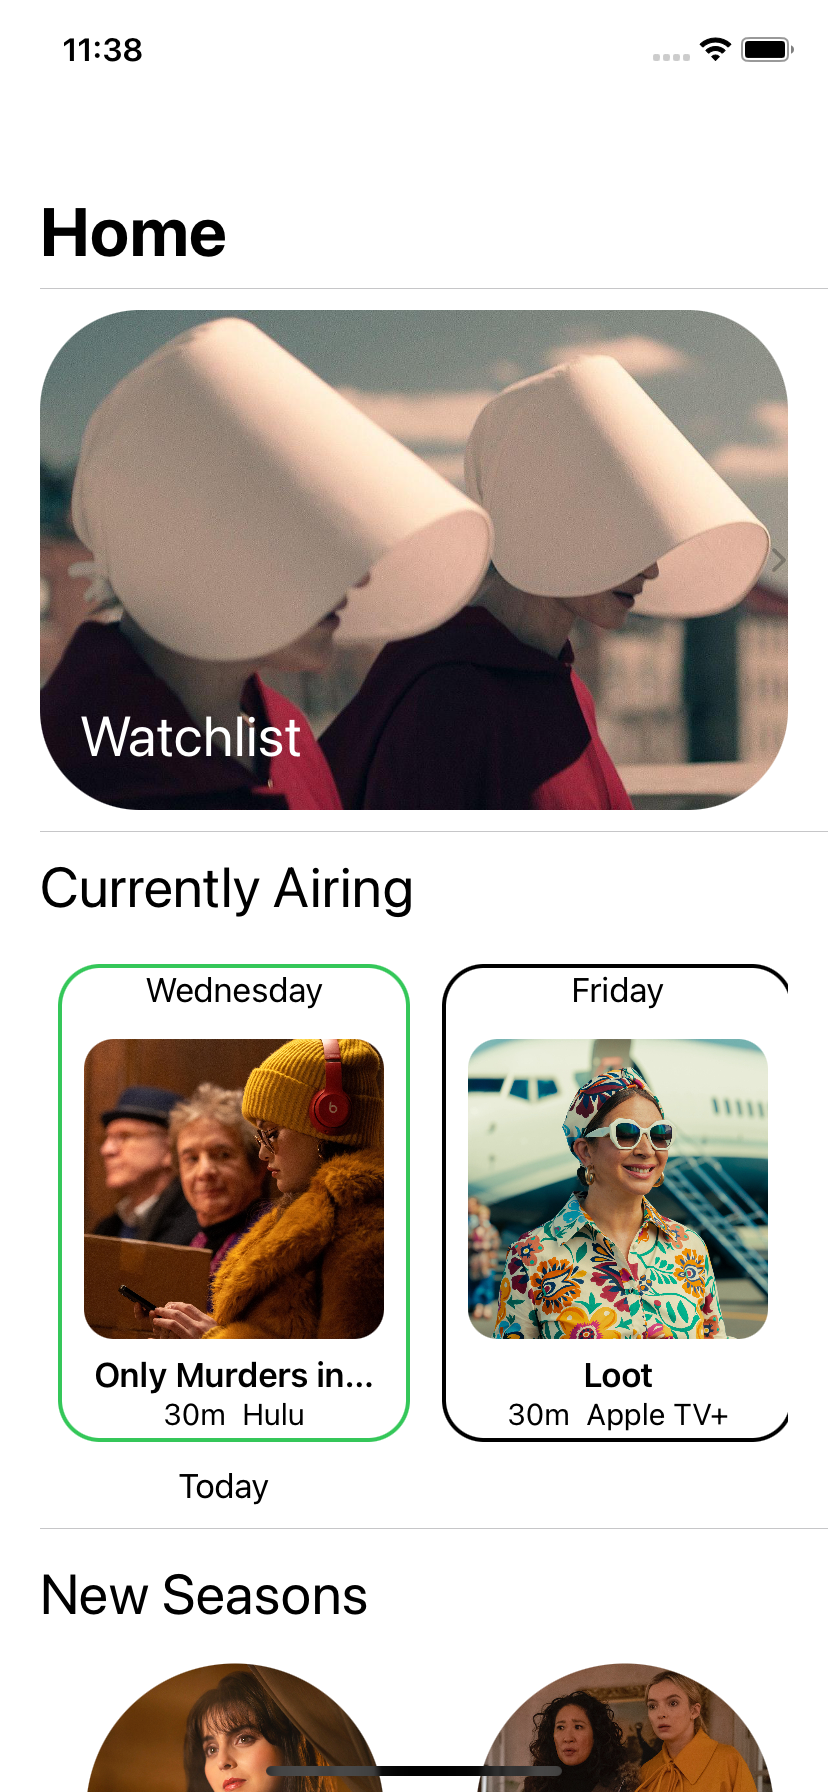 11:38
Home
Watchlist
Currently Airing
Wednesday
Friday
Only Murders in...
Loot
30m Hulu
30m Apple TV+
Today
New Seasons